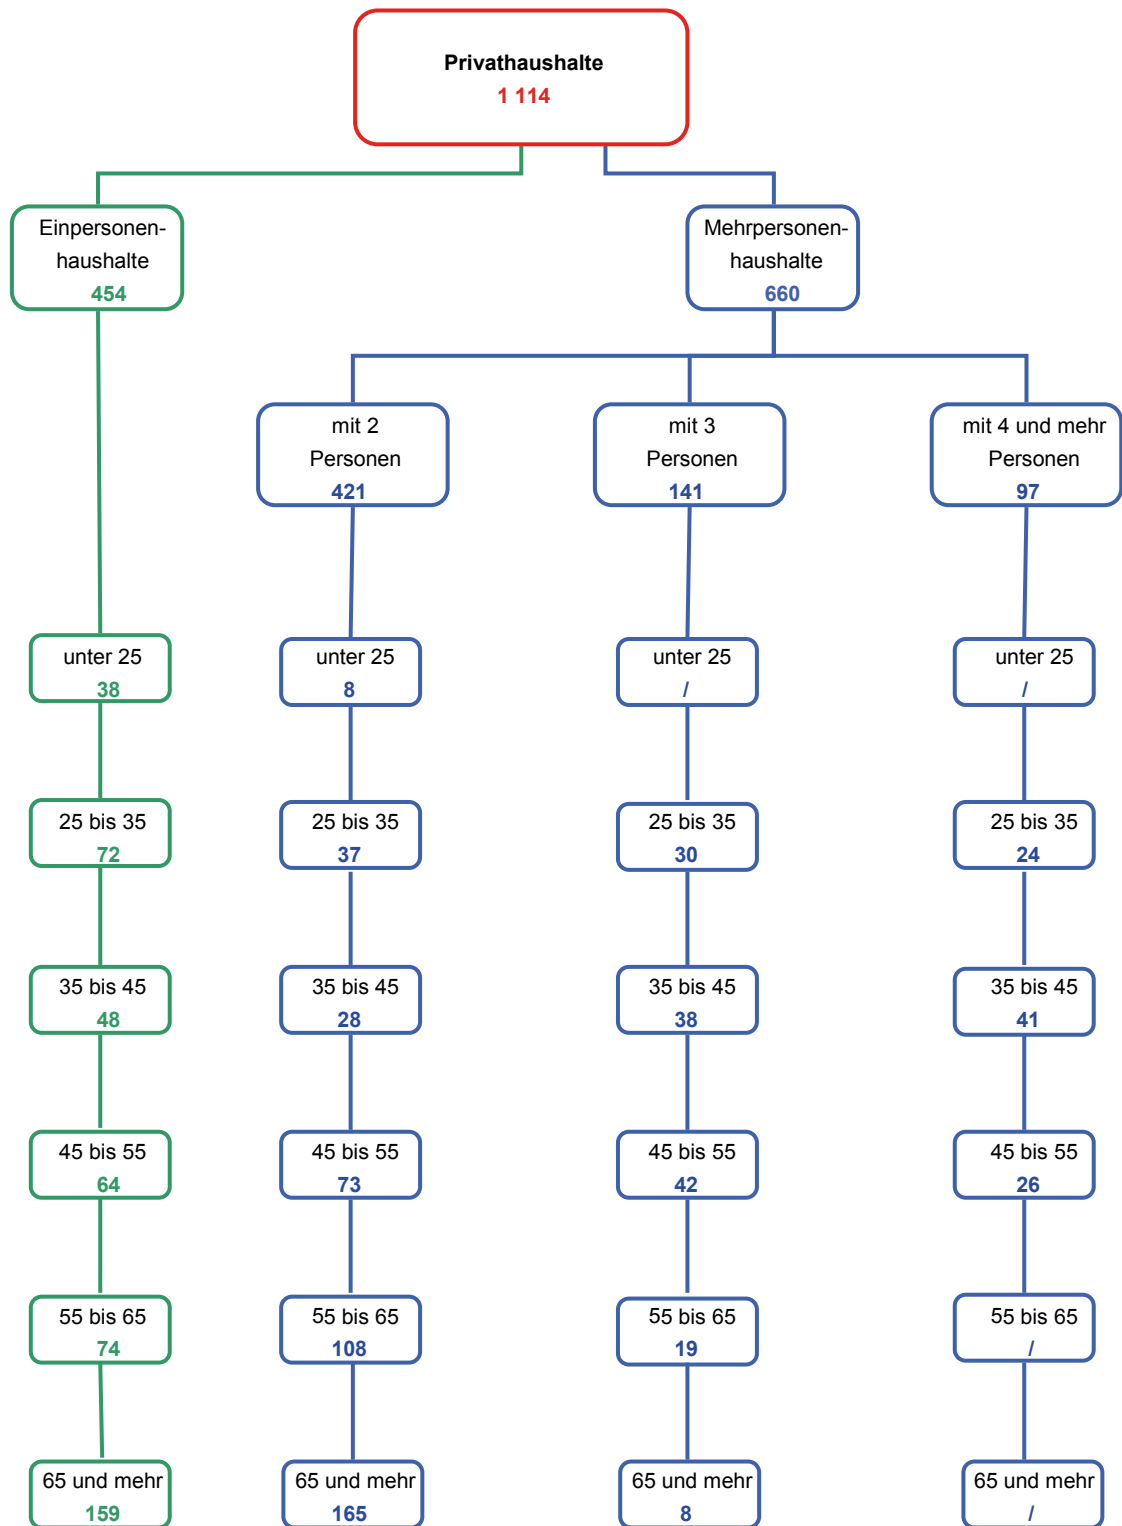 Privathaushalte
1 114
Einpersonen-
haushalte
454
Mehrpersonen-
haushalte
660
mit 2
Personen
421
mit 3
Personen
141
mit 4 und mehr
Personen
97
unter 25
38
unter 25
8
unter 25
/
unter 25
/
25 bis 35
72
25 bis 35
37
25 bis 35
30
25 bis 35
24
35 bis 45
48
35 bis 45
28
35 bis 45
38
35 bis 45
41
45 bis 55
64
45 bis 55
73
45 bis 55
42
45 bis 55
26
55 bis 65
74
55 bis 65
108
55 bis 65
19
55 bis 65
/
65 und mehr
159
65 und mehr
165
65 und mehr
8
65 und mehr
/